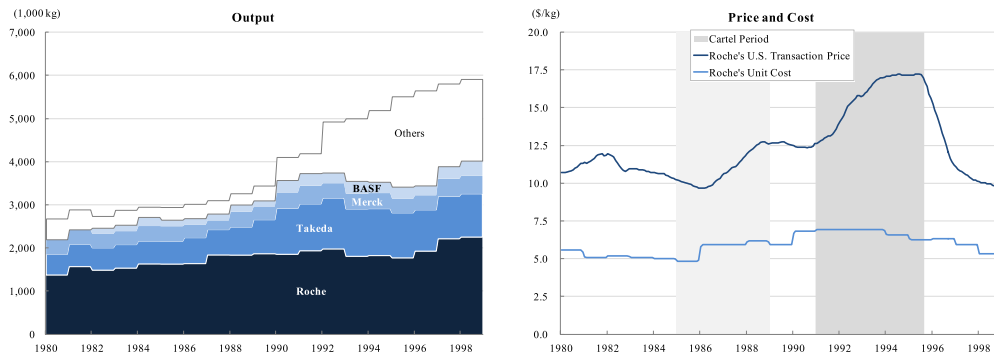 (1,000 kg)
Output
7,000
6,000
5,000
4,000
3,000
2,000
1,000
0
Others
BASF
Merck
Takeda
Roche
1980 1982 1984 1986 1988 1990 1992 1994 1996 1998
($/kg)
Price and Cost
20.0
17.5
15.0
12.5
10.0
7.5
5.0
2.5
0.0
Cartel Period
Roche's U.S. Transaction Price
Roche's Unit Cost
1980 1982 1984 1986 1988 1990 1992 1994 1996 1998